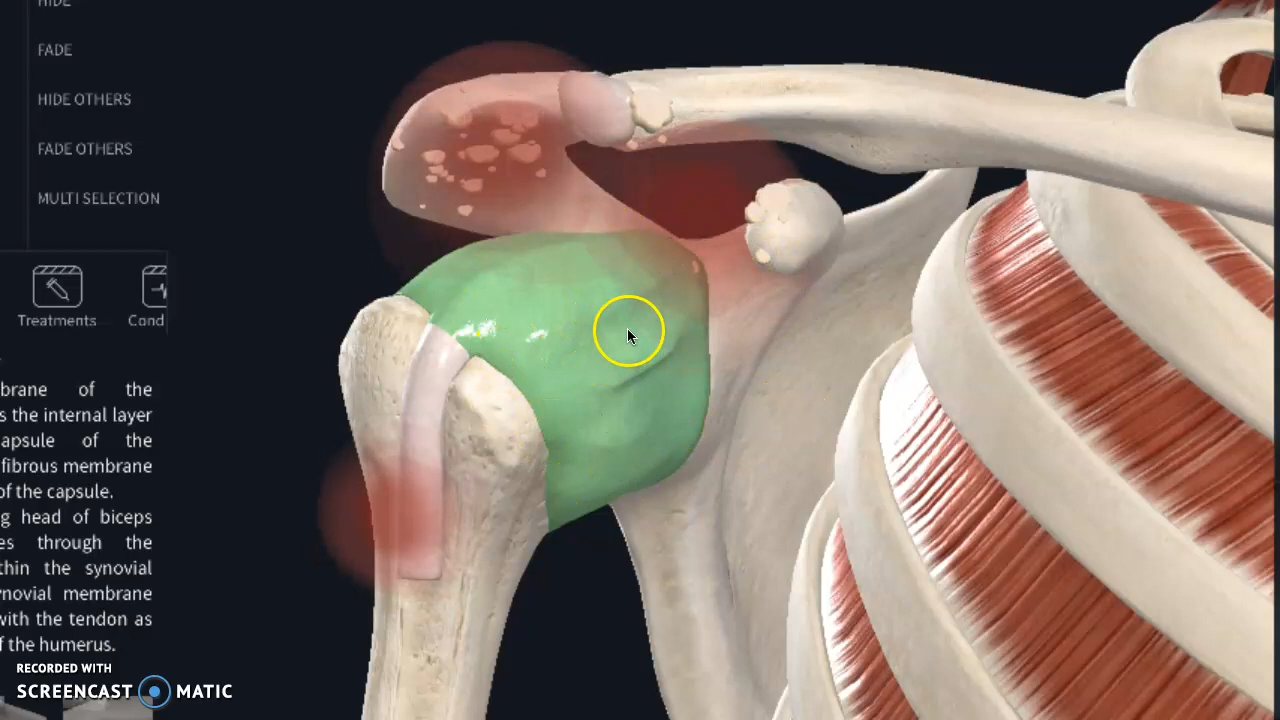 HIDE
FADE
HIDE OTHERS
FADE OTHERS
MULTI SELECTION
Treatments
Cond
brane of the
s the internal layer
apsule of the
fibrous membrane
of the capsule.
g head of biceps
es through the
thin the synovial
ynovial membrane
with the tendon as
f the humerus.
RECORDED WITH
SCREENCAST MATIC